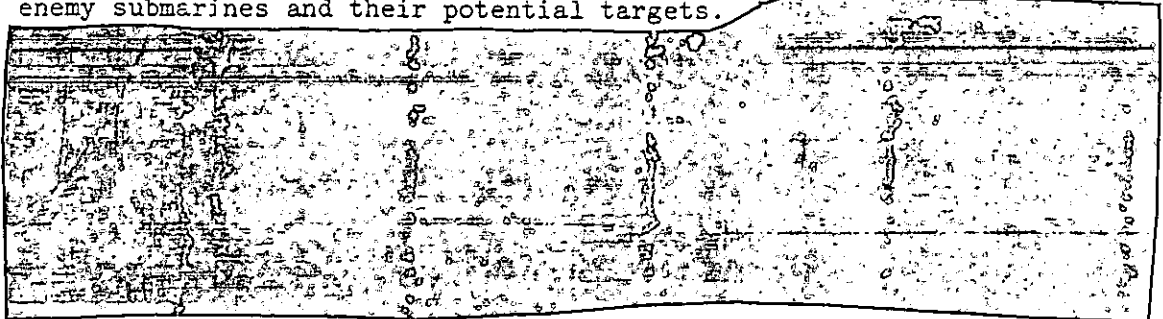 enemy submarines and their potential targets.